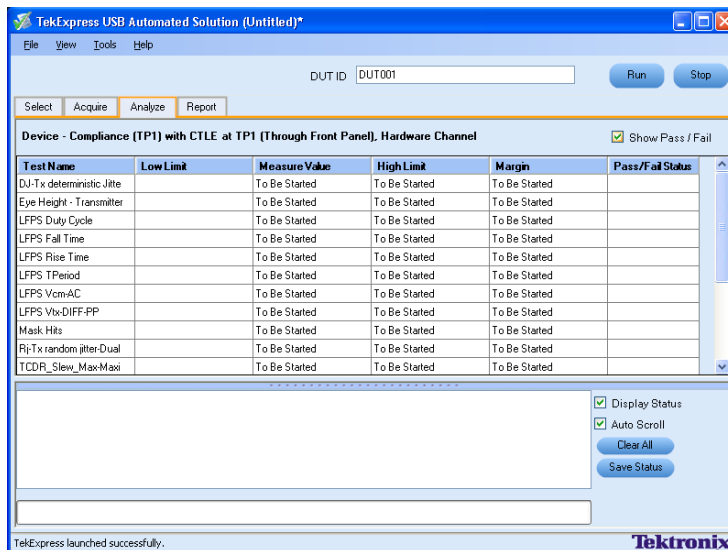 TekExpress USB Automated Solution (Untitled)*
File View Tools Help
DUT ID DUT001 Run Stop
Select Acquire Analyze Report
Device - Compliance (TP1) with CTLE at TP1 (Through Front Panel), Hardware Channel Show Pass / Fail
Test Name Low Limit Measure Value High Limit Margin Pass/Fail Status
DJ-Tx deterministic Jitte To Be Started To Be Started To Be Started
Eye Height - Transmitter To Be Started To Be Started To Be Started
LFPS Duty Cycle To Be Started To Be Started To Be Started
LFPS Fall Time To Be Started To Be Started To Be Started
LFPS Rise Time To Be Started To Be Started To Be Started
LFPS TPeriod To Be Started To Be Started To Be Started
LFPS Vcm-AC To Be Started To Be Started To Be Started
LFPS Vtx-DIFF-PP To Be Started To Be Started To Be Started
Mask Hits To Be Started To Be Started To Be Started
Rj-Tx random jitter-Dual To Be Started To Be Started To Be Started
TCDR_Slew_Max-Maxi To Be Started To Be Started To Be Started
Display Status
Auto Scroll
Clear All
Save Status
TekExpress launched successfully. Tektronix